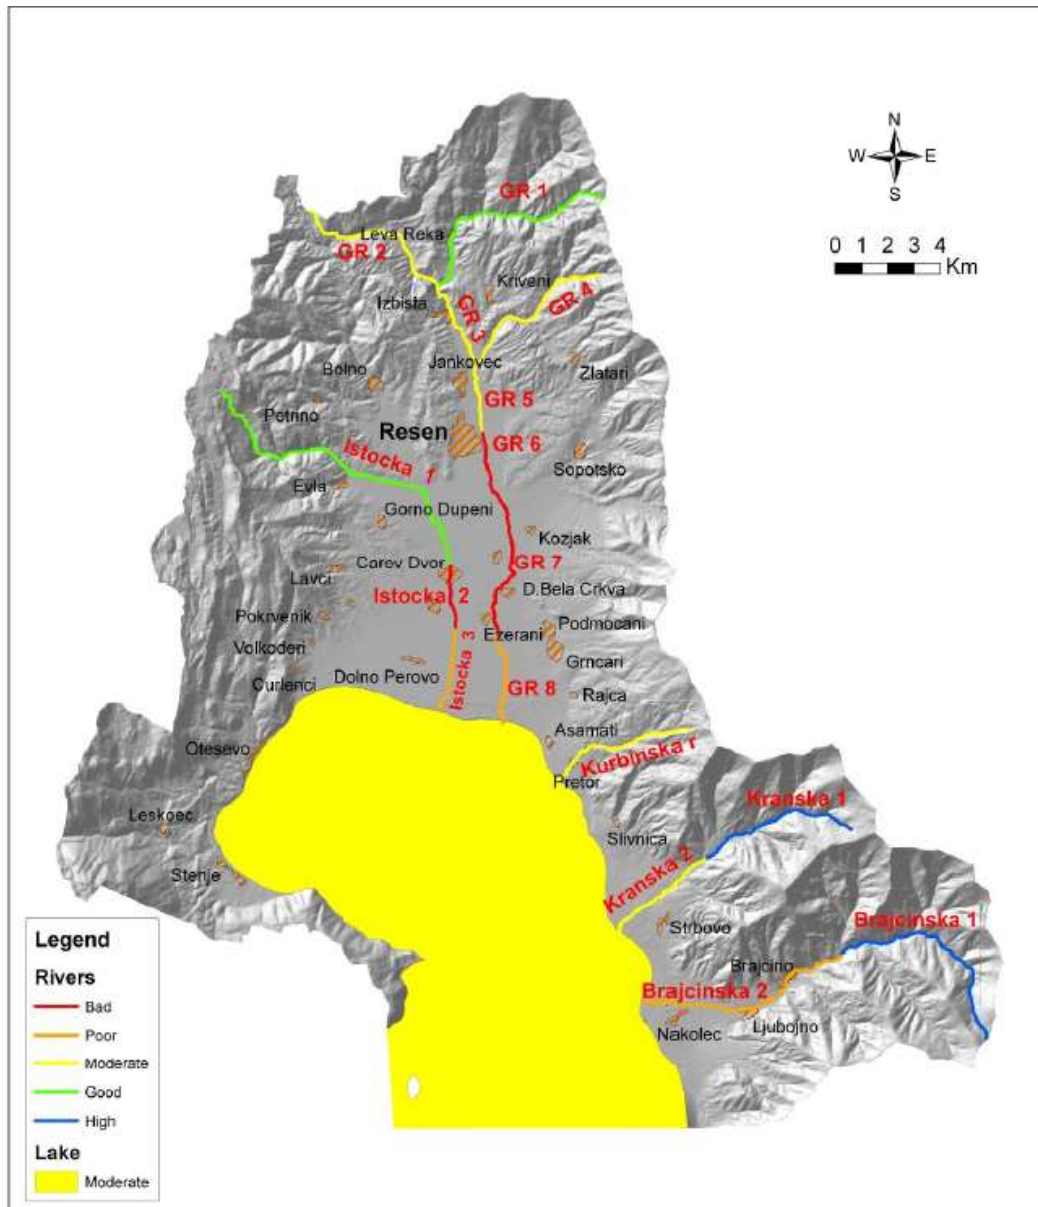 N
W E
S
0 1 2 3 4
Km
GR 1
Leva Reka
GR 2
Kriveni
GR 4
Izbista
GR 3
Jankovec
Bolno
Zlatari
GR 5
Petrino
Resen
GR 6
Istocka 1
Sopotsko
Evla
Gorno Dupeni
Kozjak
Carev Dvor
GR 7
Lavci
Istocka 2
D.Bela Crkva
Pokrvenik
Ezerani
Podmocani
Volkoderi
Grncari
Istocka 3
Dolno Perovo
Curlenci
GR 8
Rajca
Asamati
Otesevo
Kurbinska r
Pretor
Kranska 1
Leskoec
Slivnica
Stenje
Kranska 2
Strbovo
Brajcinska 1
Brajcino
Brajcinska 2
Nakolec
Ljubojno
Legend
Rivers
Bad
Poor
Moderate
Good
High
Lake
Moderate